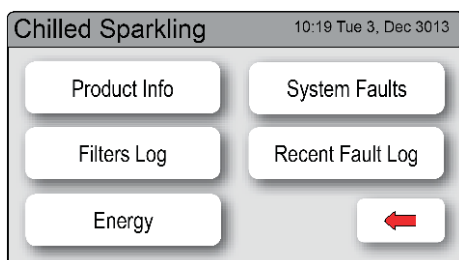 Chilled Sparkling 10:19 Tue 3, Dec 3013
Product Info System Faults
Filters Log Recent Fault Log
Energy